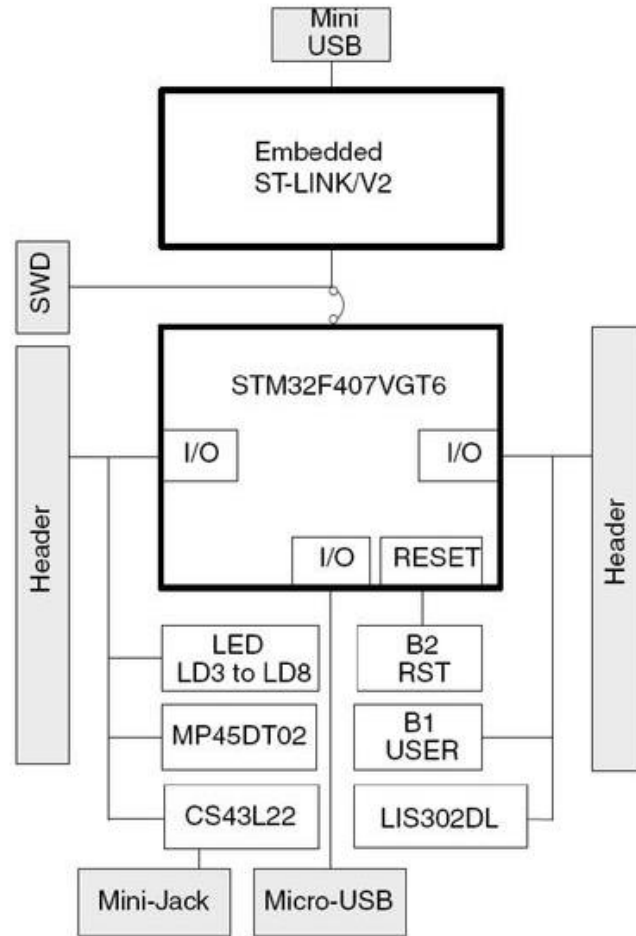 Mini
USB
Embedded
ST-LINK/V2
SWD
STM32F407VGT6
I/O
I/O
Header
Header
I/O
RESET
LED
LD3 to LD8
B2
RST
MP45DT02
B1
USER
CS43L22
LIS302DL
Mini-Jack
Micro-USB